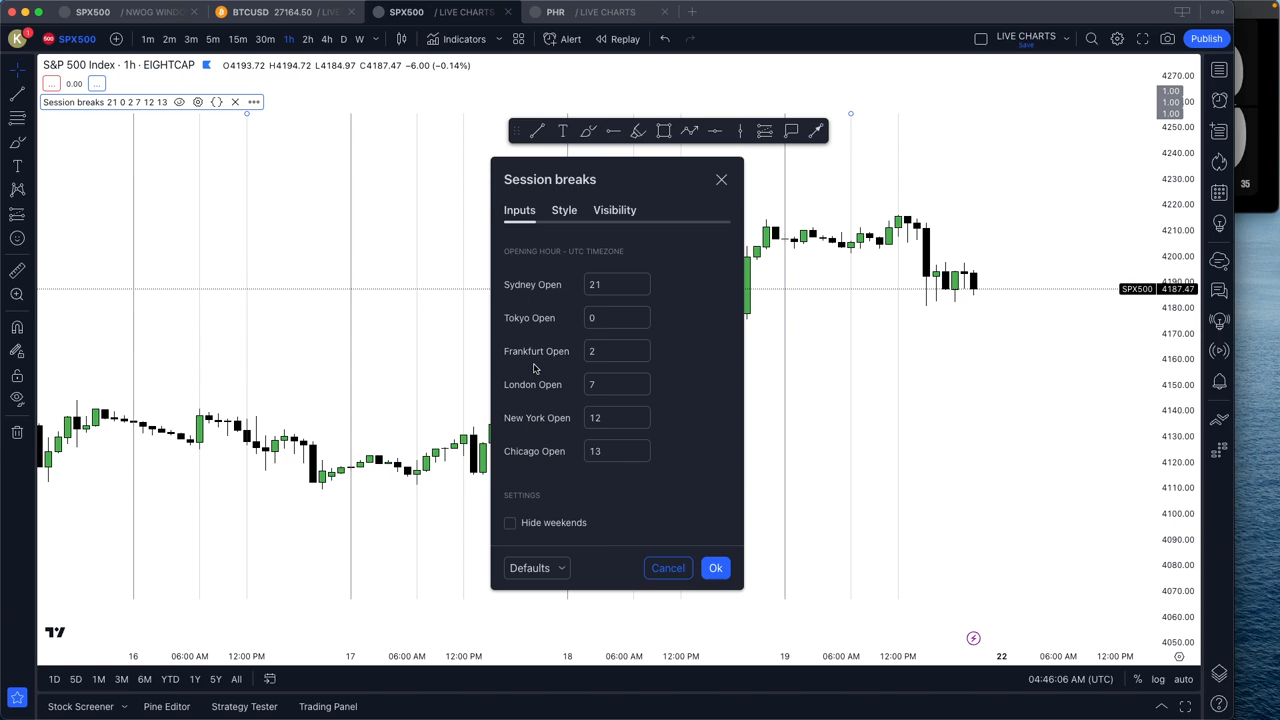 SPX500 / NWOG WIND
BTCUSD 27164.50 / LIVE
SPX500 / LIVE CHARTS
PHR / LIVE CHARTS
K 1
500 SPX500
1m 2m 3m 5m 15m 30m 1h 2h 4h D W
Indicators
Alert
Replay
LIVE CHARTS
Save
Publish
S&P 500 Index · 1h · EIGHTCAP
O4193.72 H4194.72 L4184.97 C4187.47 −6.00 (−0.14%)
... 0.00 ...
Session breaks 21 0 2 7 12 13
4270.00
1.00
1.00
1.00
4250.00
4240.00
4230.00
4220.00
4210.00
4200.00
SPX500 4187.47
4180.00
4170.00
4160.00
4150.00
4140.00
4130.00
4120.00
4110.00
4100.00
4090.00
4080.00
4070.00
4060.00
4050.00
Session breaks
Inputs Style Visibility
OPENING HOUR - UTC TIMEZONE
Sydney Open 21
Tokyo Open 0
Frankfurt Open 2
London Open 7
New York Open 12
Chicago Open 13
SETTINGS
Hide weekends
Defaults
Cancel
Ok
16 06:00 AM 12:00 PM 17 06:00 AM 12:00 PM 18 06:00 AM 12:00 PM 19 06:00 AM 12:00 PM 22 06:00 AM 12:00 PM
1D 5D 1M 3M 6M YTD 1Y 5Y All
04:46:06 AM (UTC) % log auto
Stock Screener Pine Editor Strategy Tester Trading Panel
35